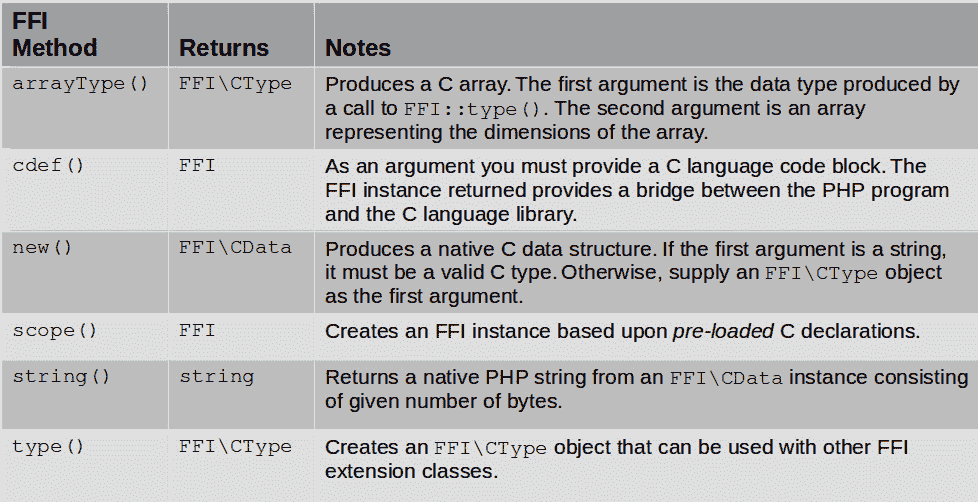 FFI
Method Returns Notes
arrayType() FFI\CType Produces a C array. The first argument is the data type produced by
a call to FFI::type(). The second argument is an array
representing the dimensions of the array.
cdef() FFI As an argument you must provide a C language code block. The
FFI instance returned provides a bridge between the PHP program
and the C language library.
new() FFI\CData Produces a native C data structure. If the first argument is a string,
it must be a valid C type. Otherwise, supply an FFI\CType object
as the first argument.
scope() FFI Creates an FFI instance based upon pre-loaded C declarations.
string() string Returns a native PHP string from an FFI\CData instance consisting
of given number of bytes.
type() FFI\CType Creates an FFI\CType object that can be used with other FFI
extension classes.